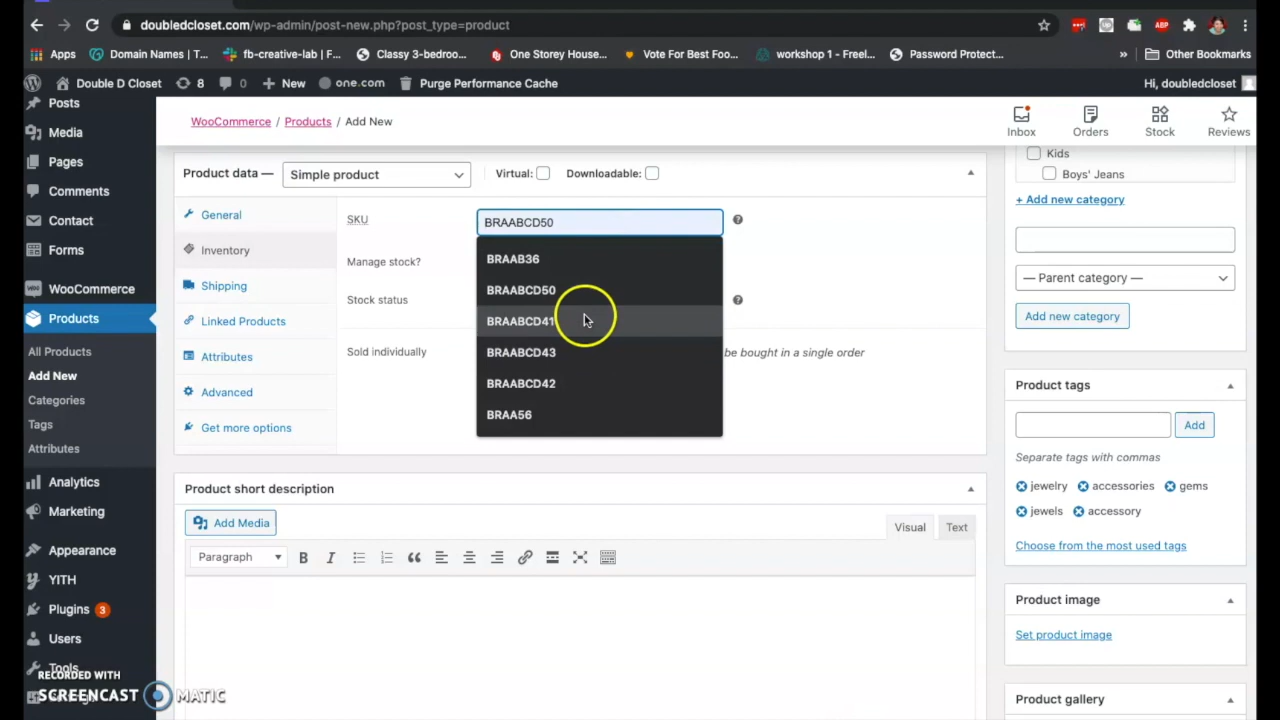 doubledcloset.org/wp-admin/post-new.php?post_type=product
ABP
Apps Domain Names | T... fb-creative-lab | F... Classy 3-bedroo... One Storey House... Vote For Best Foo... workshop 1 - Freel... Password Protect... » Other Bookmarks
Double D Closet 8 0 + New one.com Purge Performance Cache Hi, doubledcloset
Posts
Media
Pages
Comments
Contact
Forms
WooCommerce
Products
All Products
Add New
Categories
Tags
Attributes
Analytics
Marketing
Appearance
YITH
Plugins 3
Users
Tools
WooCommerce / Products / Add New
Inbox Orders Stock Reviews
Product data — Simple product Virtual: Downloadable:
General
Inventory
Shipping
Linked Products
Attributes
Advanced
Get more options
SKU BRAABCD50
Manage stock?
Stock status
Sold individually be bought in a single order
BRAAB36
BRAABCD50
BRAABCD41
BRAABCD43
BRAABCD42
BRAA56
Product short description
Add Media
Visual Text
Paragraph B I
Kids
Boys' Jeans
+ Add new category
— Parent category —
Add new category
Product tags
Add
Separate tags with commas
jewelry accessories gems
jewels accessory
Choose from the most used tags
Product image
Set product image
Product gallery
RECORDED WITH
SCREENCAST MATIC